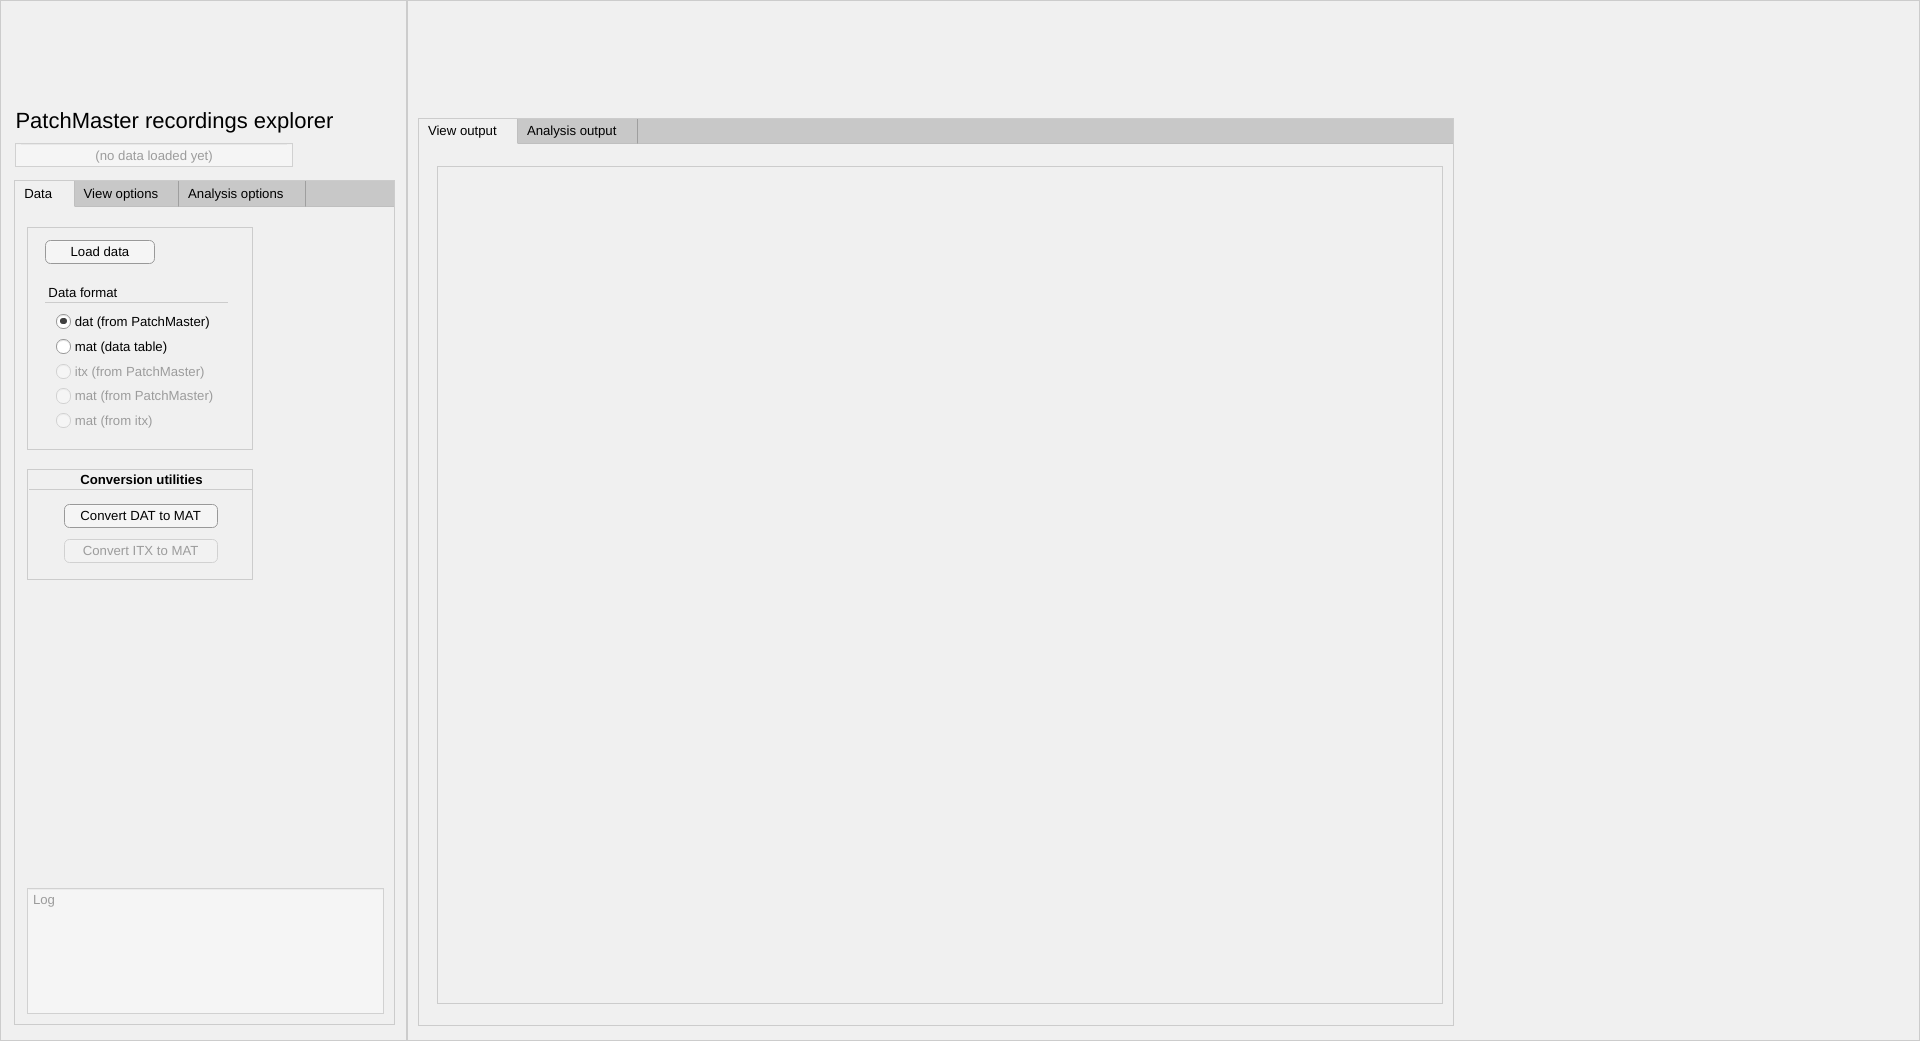 PatchMaster recordings explorer
(no data loaded yet)
Data
View options
Analysis options
Load data
Data format
dat (from PatchMaster)
mat (data table)
itx (from PatchMaster)
mat (from PatchMaster)
mat (from itx)
Conversion utilities
Convert DAT to MAT
Convert ITX to MAT
Log
View output
Analysis output